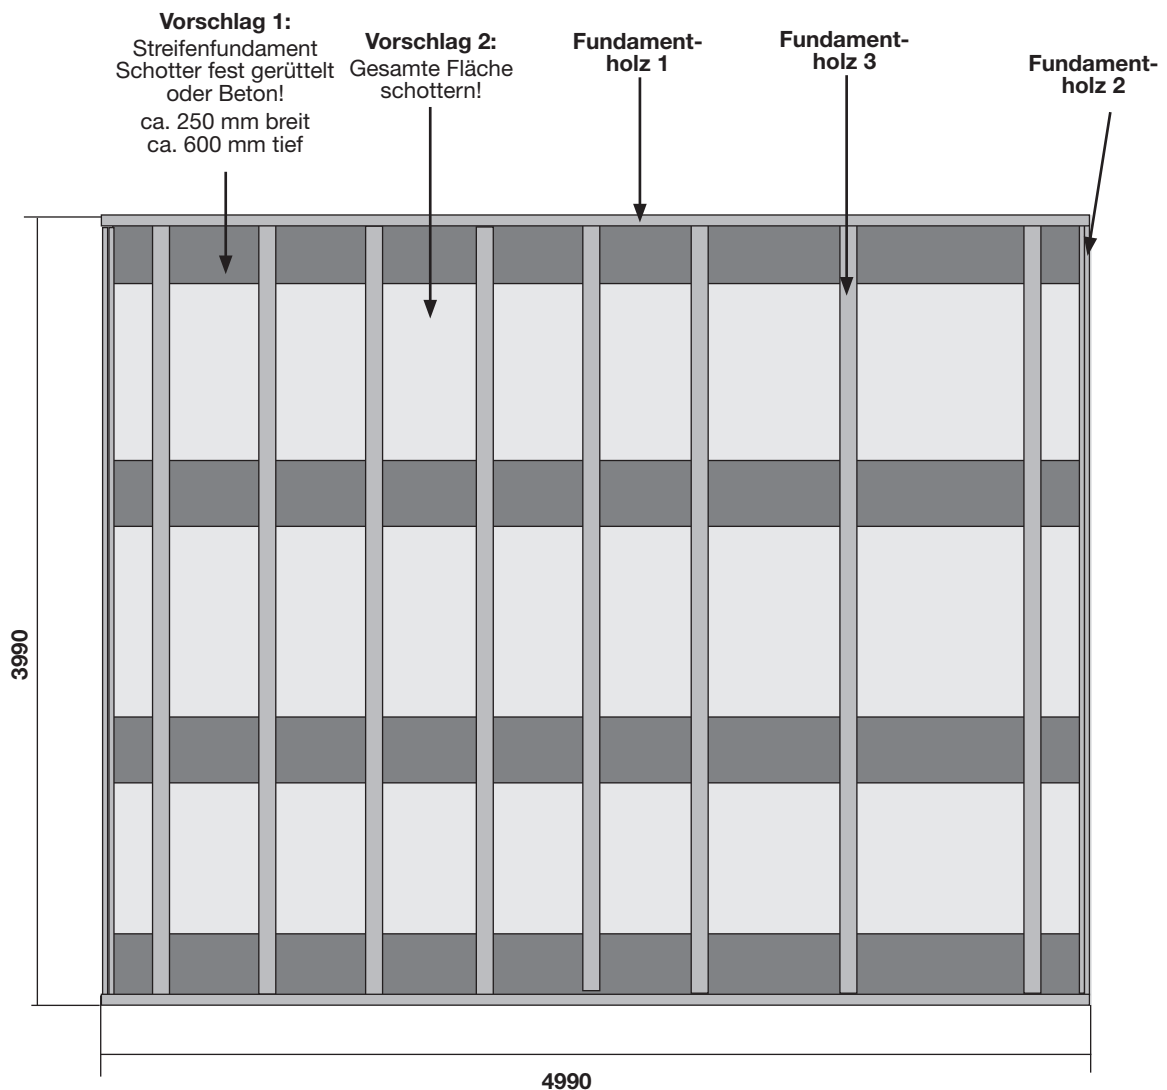 Vorschlag 1:
Streifenfundament
Schotter fest gerüttelt
oder Beton!
ca. 250 mm breit
ca. 600 mm tief
Vorschlag 2:
Gesamte Fläche
schottern!
Fundament-
holz 1
Fundament-
holz 3
Fundament-
holz 2
3990
4990